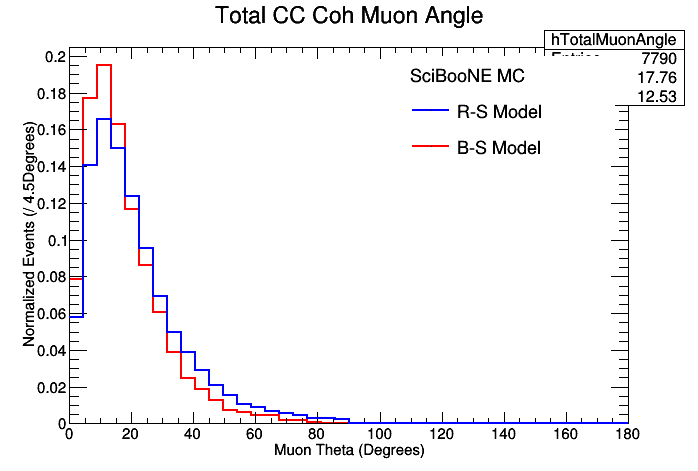 Total CC Coh Muon Angle
hTotalMuonAngle
7790
17.76
12.53
SciBooNE MC
R-S Model
B-S Model
Normalized Events (/ 4.5Degrees)
0.2
0.18
0.16
0.14
0.12
0.1
0.08
0.06
0.04
0.02
0
0 20 40 60 80 100 120 140 160 180
Muon Theta (Degrees)